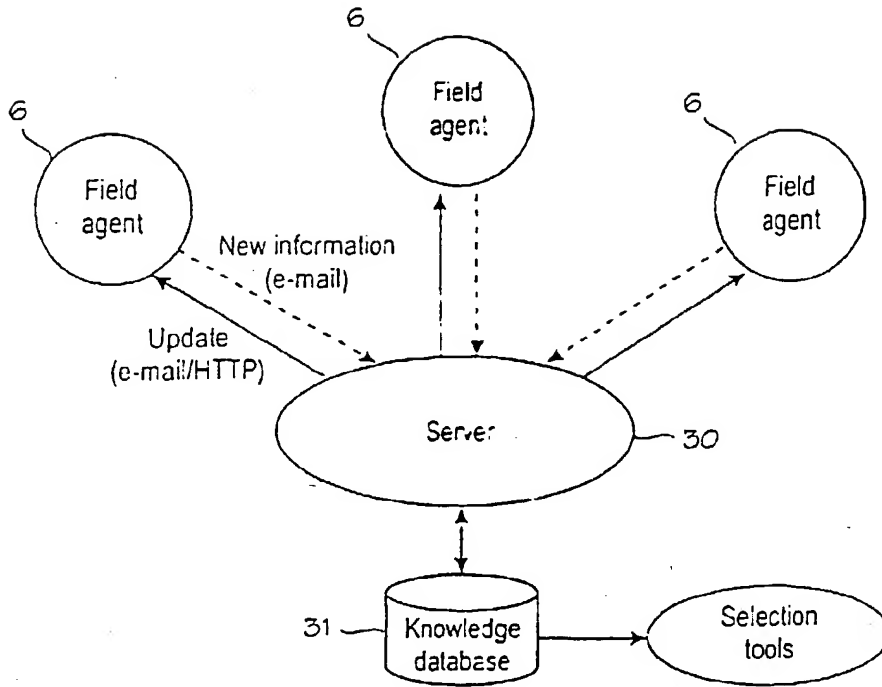 6
Field
agent
6
Field
agent
6
Field
agent
New information
(e-mail)
Update
(e-mail/HTTP)
Server
30
31
Knowledge
database
Selection
tools